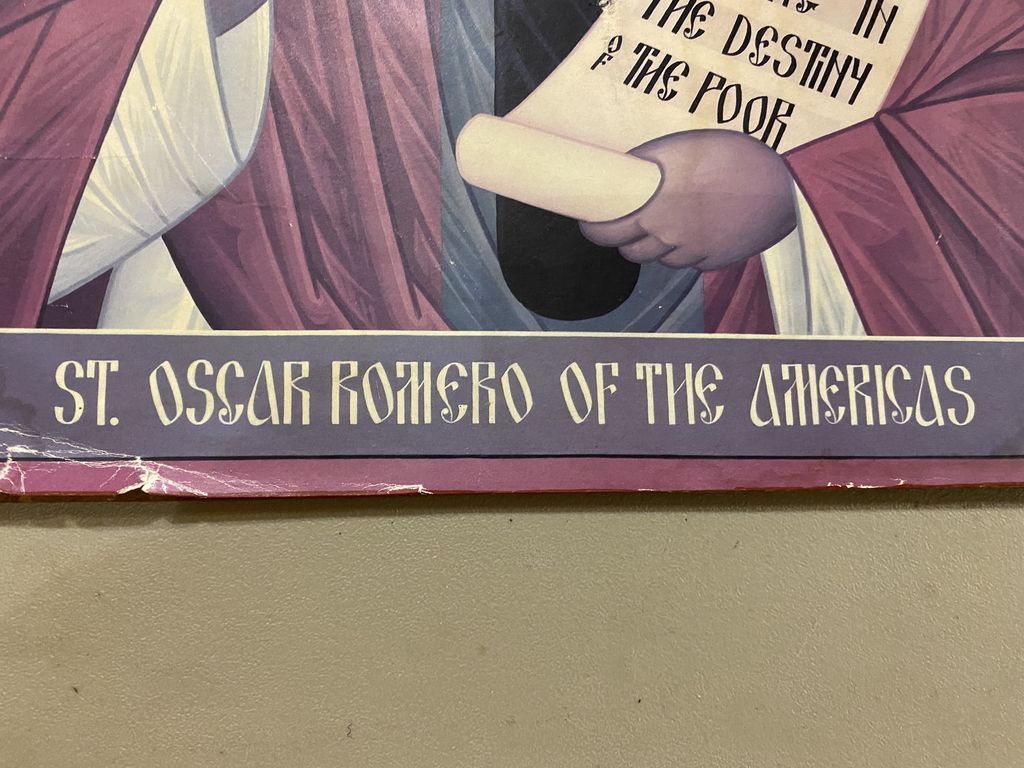 IN
THE DESTINY
OF THE POOR
ST. OSCAR ROMERO OF THE AMERICAS